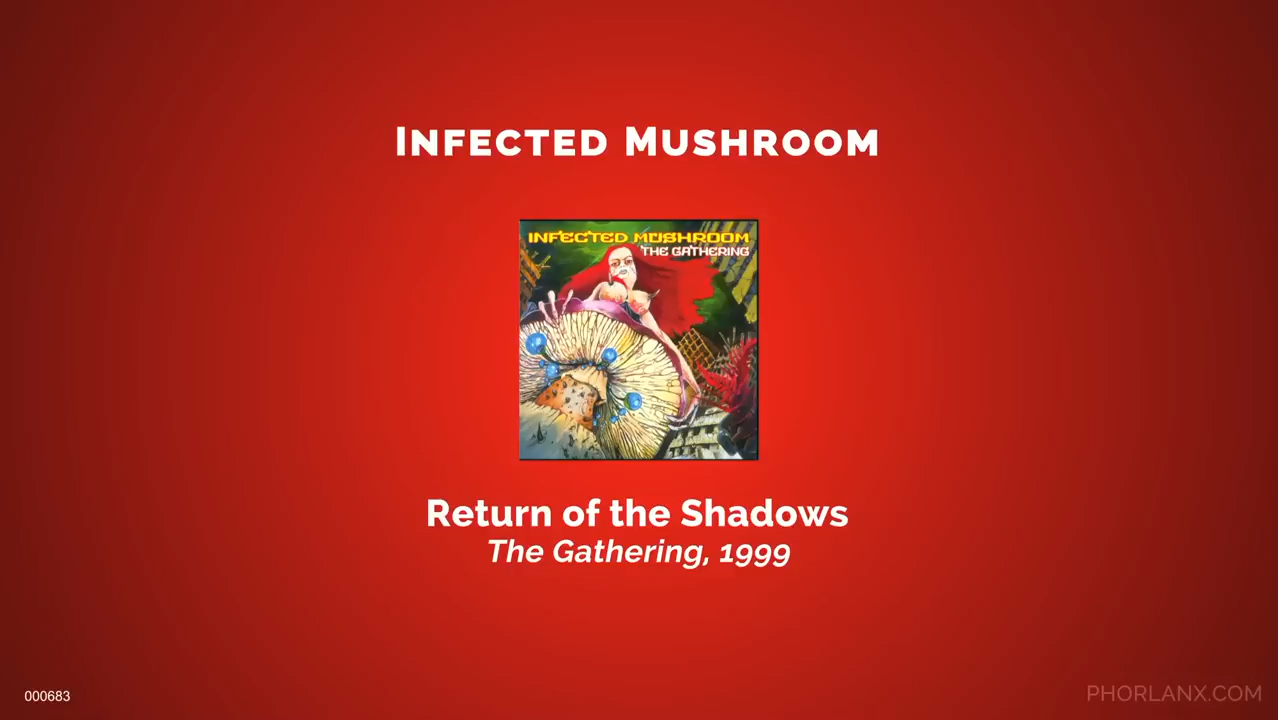 Infected Mushroom
INFECTED MUSHROOM
THE GATHERING
Return of the Shadows
The Gathering, 1999
000683
PHORLANX.COM